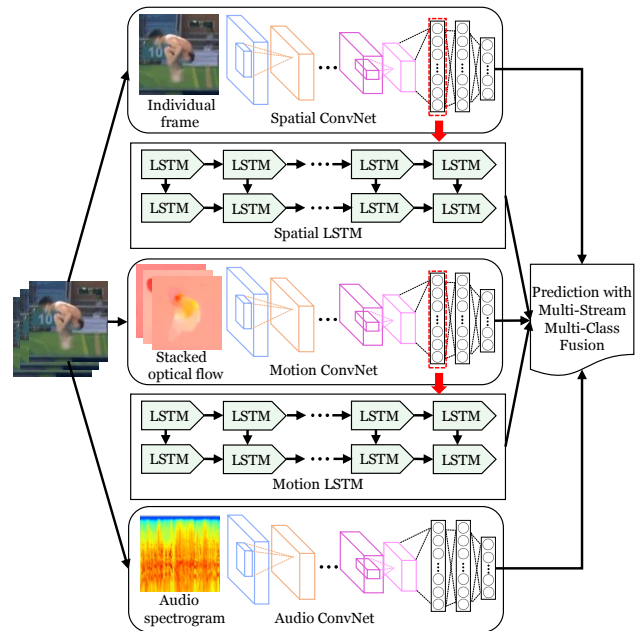 10
Individual
frame
Spatial ConvNet
LSTM LSTM LSTM LSTM
LSTM LSTM LSTM LSTM
Spatial LSTM
10
Stacked
optical flow
Motion ConvNet
Prediction with
Multi-Stream
Multi-Class
Fusion
LSTM LSTM LSTM LSTM
LSTM LSTM LSTM LSTM
Motion LSTM
Audio
spectrogram
Audio ConvNet